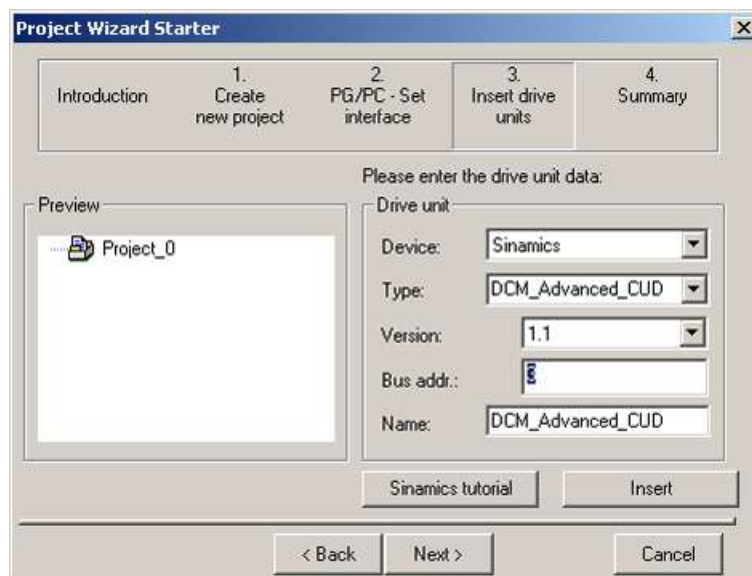 Project Wizard Starter
Introduction
1.
Create
new project
2.
PG/PC - Set
interface
3.
Insert drive
units
4.
Summary
Please enter the drive unit data:
Preview
Project_0
Drive unit
Device: Sinamics
Type: DCM_Advanced_CUD
Version: 1.1
Bus addr.:
Name: DCM_Advanced_CUD
Sinamics tutorial
Insert
< Back
Next >
Cancel